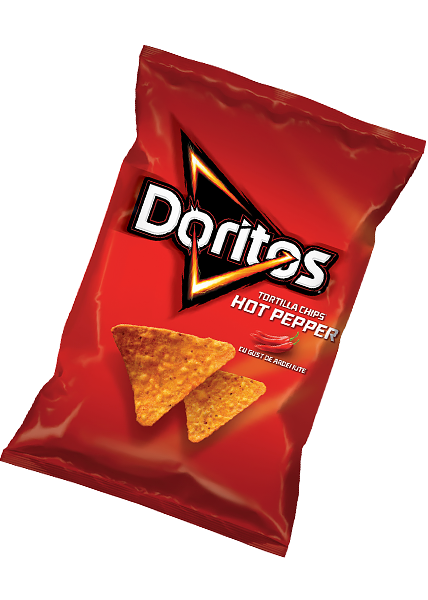 Doritos
TORTILLA CHIPS
HOT PEPPER
CU GUST DE ARDEI IUTE